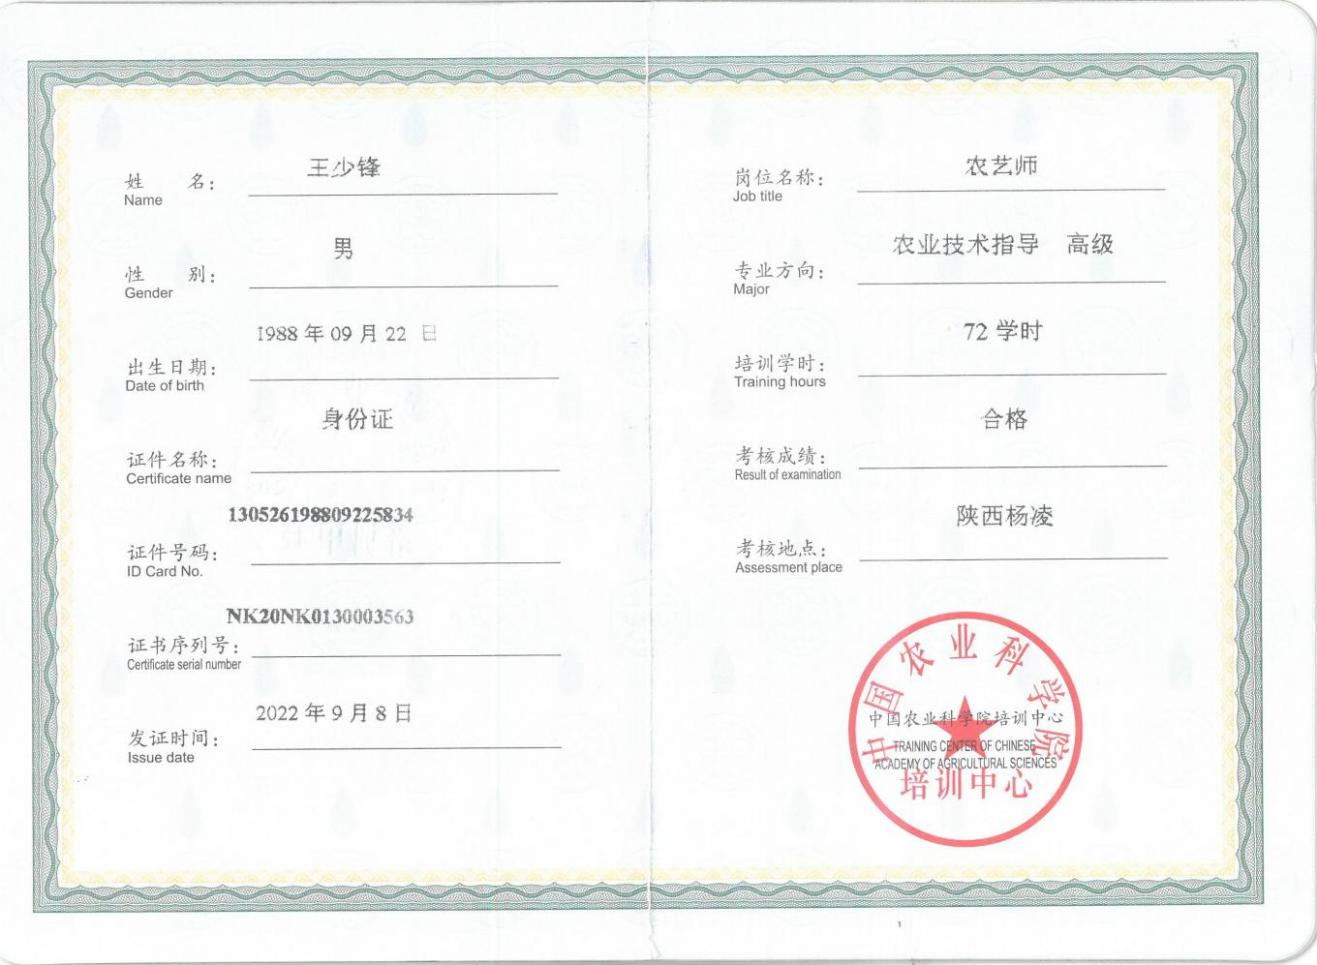 姓 名： 王少锋
Name
性 别： 男
Gender
出生日期： 1988 年 09 月 22 日
Date of birth
证件名称： 身份证
Certificate name
证件号码： 130526198809225834
ID Card No.
证书序列号： NK20NK0130003563
Certificate serial number
发证时间： 2022 年 9 月 8 日
Issue date
岗位名称： 农艺师
Job title
专业方向： 农业技术指导 高级
Major
培训学时： 72 学时
Training hours
考核成绩： 合格
Result of examination
考核地点： 陕西杨凌
Assessment place
中国农业科学院
中国农业科学院培训中心
TRAINING CENTER OF CHINESE
ACADEMY OF AGRICULTURAL SCIENCES
培训中心